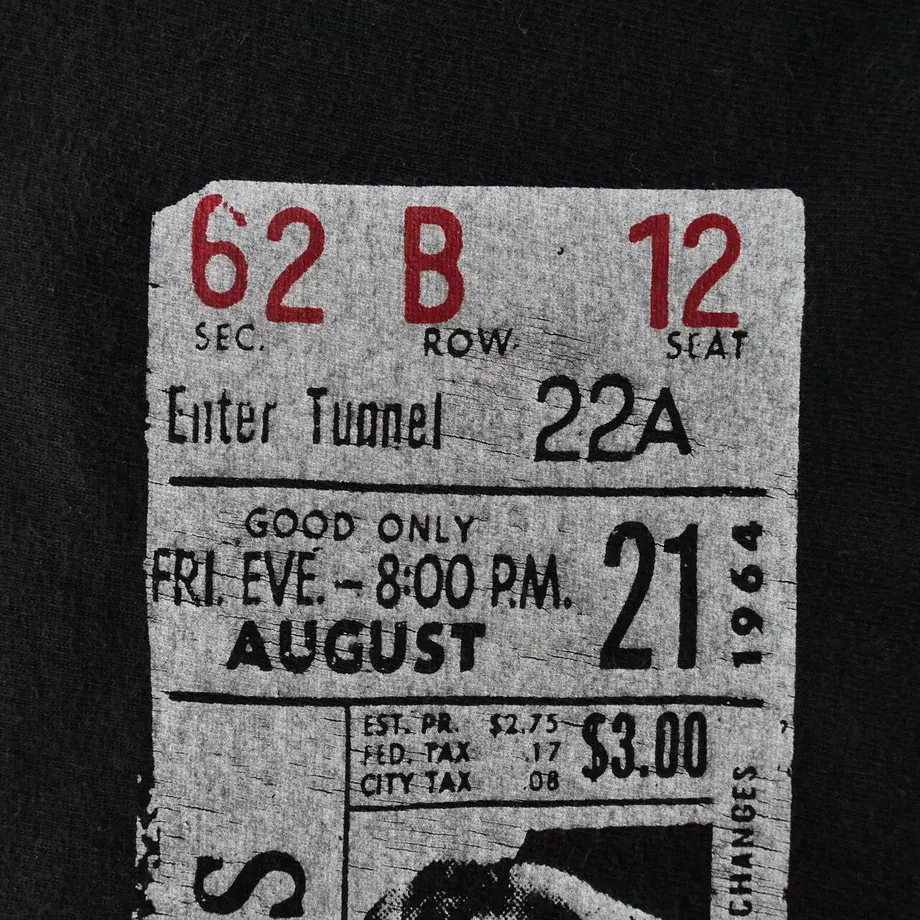 62 B 12
SEC. ROW. SEAT
Enter Tunnel 22A
GOOD ONLY
FRI. EVE. - 8:00 P.M.
AUGUST
21
1964
EST. PR. $2.75
FED. TAX .17
CITY TAX .08
$3.00
CHANGES
S